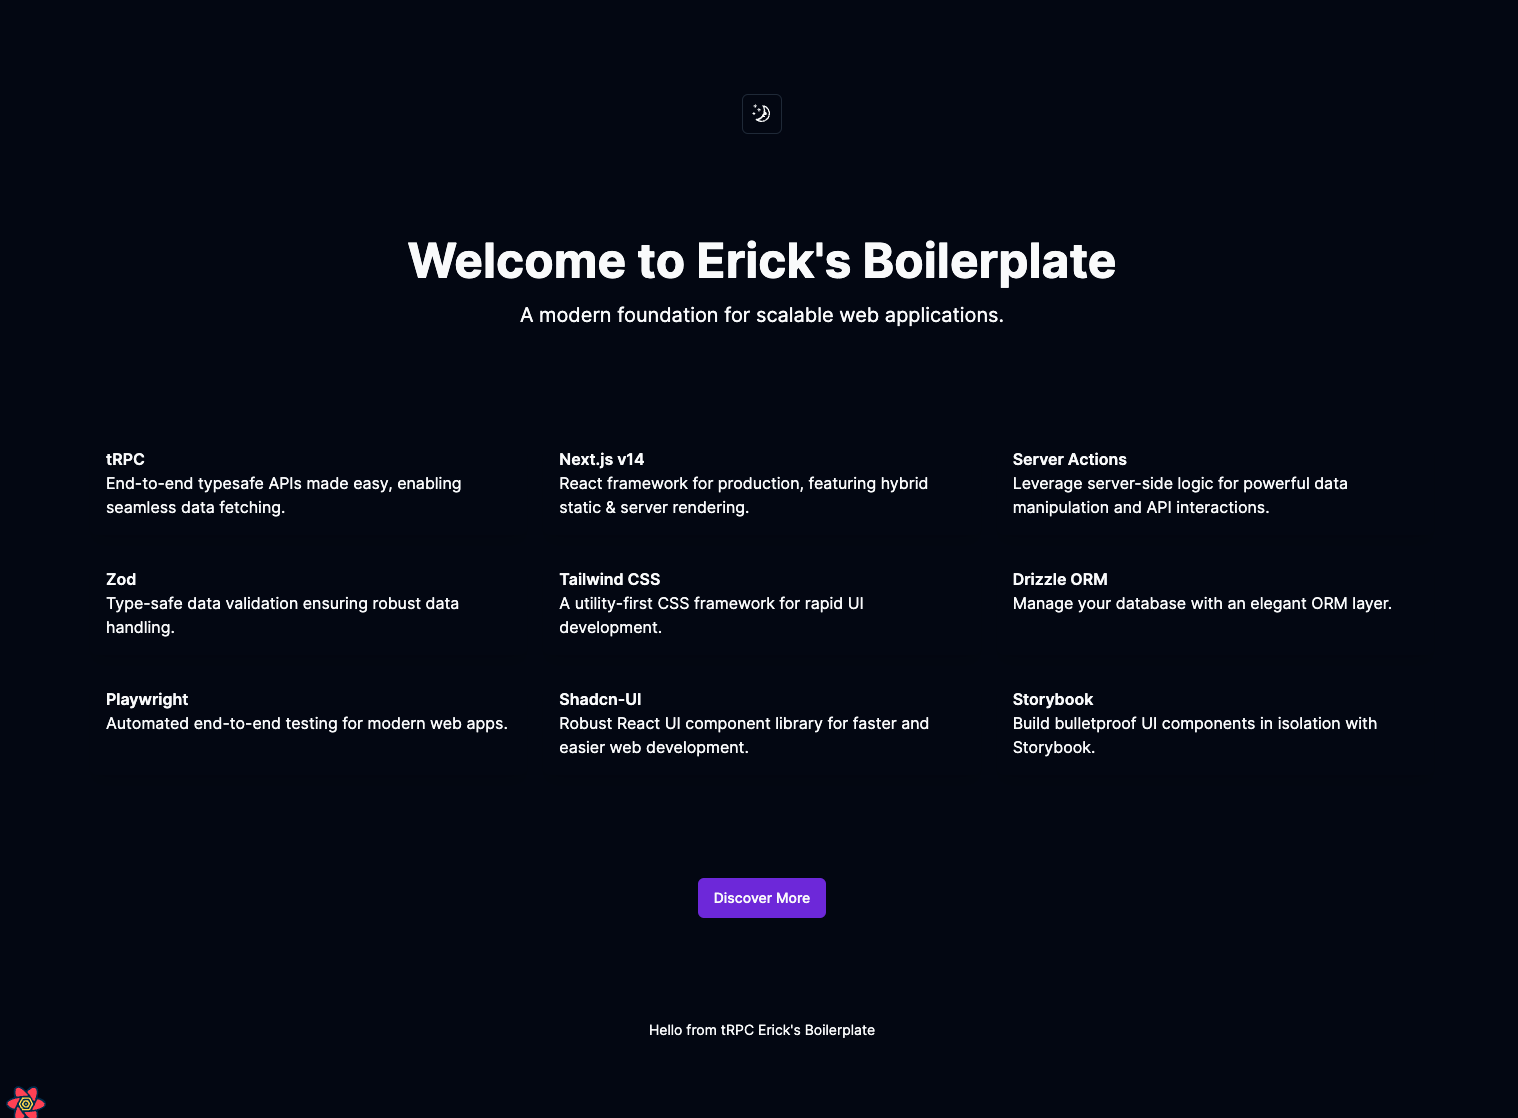 Welcome to Erick's Boilerplate
A modern foundation for scalable web applications.
tRPC
End-to-end typesafe APIs made easy, enabling
seamless data fetching.
Next.js v14
React framework for production, featuring hybrid
static & server rendering.
Server Actions
Leverage server-side logic for powerful data
manipulation and API interactions.
Zod
Type-safe data validation ensuring robust data
handling.
Tailwind CSS
A utility-first CSS framework for rapid UI
development.
Drizzle ORM
Manage your database with an elegant ORM layer.
Playwright
Automated end-to-end testing for modern web apps.
Shadcn-UI
Robust React UI component library for faster and
easier web development.
Storybook
Build bulletproof UI components in isolation with
Storybook.
Discover More
Hello from tRPC Erick's Boilerplate